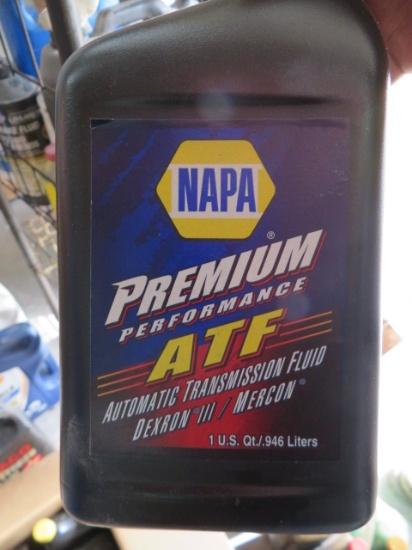 NAPA
®
PREMIUM
PERFORMANCE
ATF
AUTOMATIC TRANSMISSION FLUID
DEXRON® III / MERCON®
1 U.S. Qt./.946 Liters